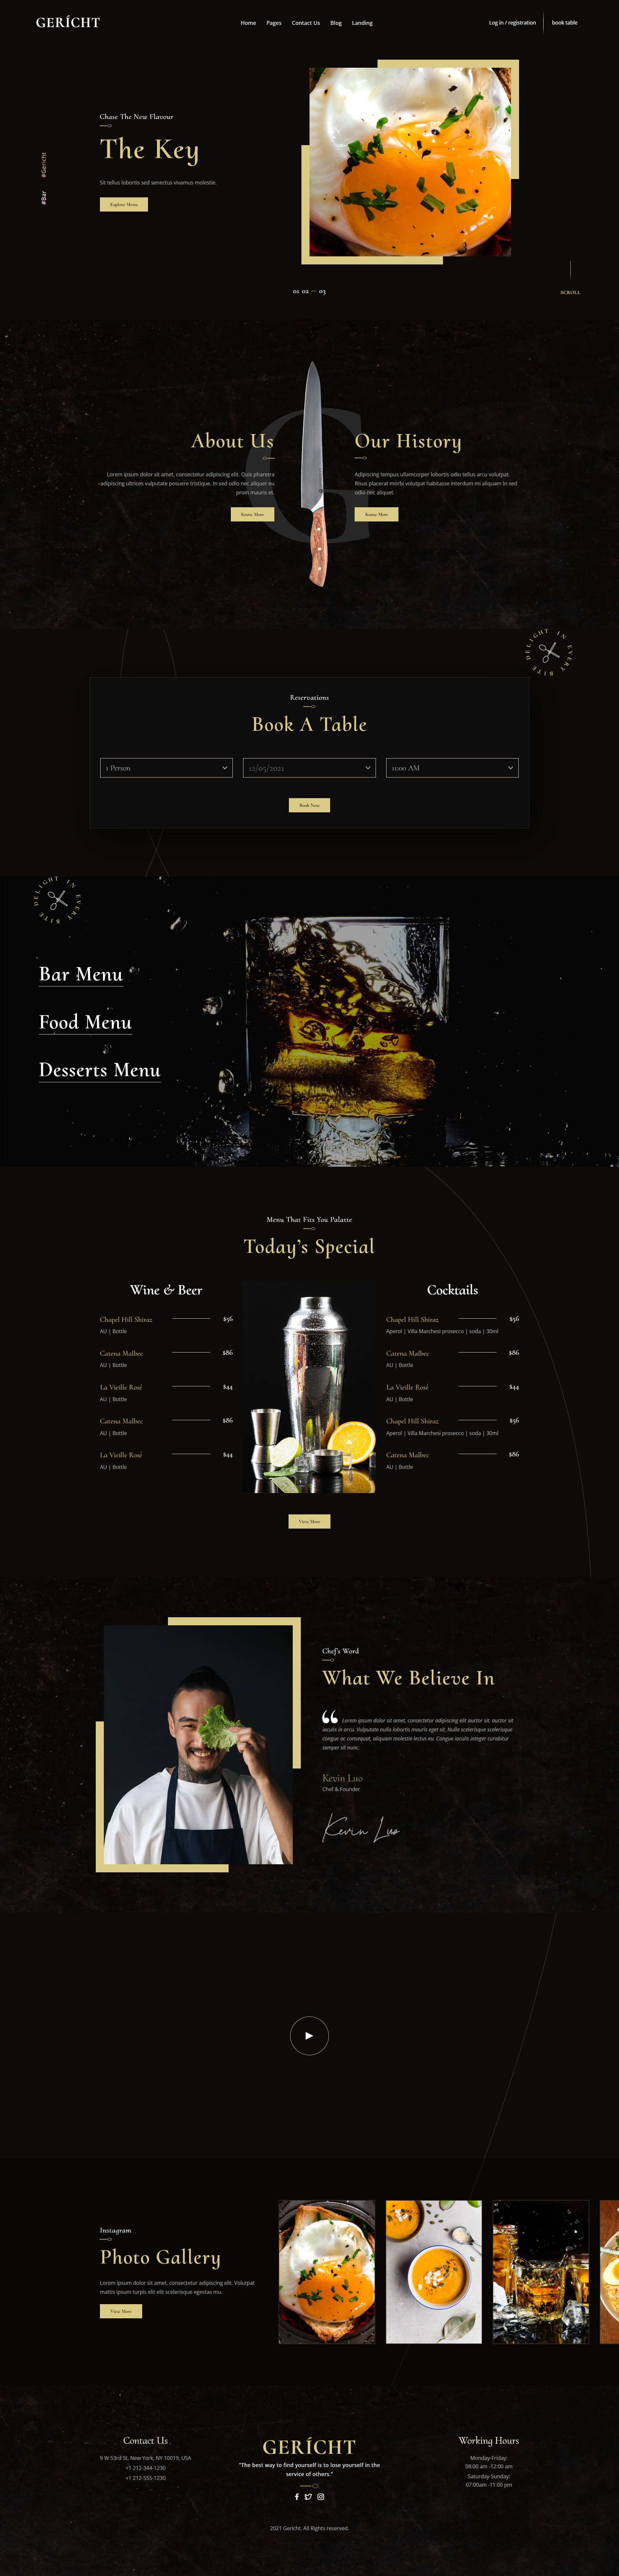 GERÍCHT
Home Pages Contact Us Blog Landing
Log in / registration book table
Chase The New Flavour
The Key
Sit tellus lobortis sed senectus vivamus molestie.
Explore Menu
#Gericht
#Bar
01 02 — 03
SCROLL
About Us
Lorem ipsum dolor sit amet, consectetur adipiscing elit. Quis pharetra
adipiscing ultrices vulputate posuere tristique. In sed odio nec aliquet eu
proin mauris et.
Know More
G
Our History
Adipiscing tempus ullamcorper lobortis odio tellus arcu volutpat.
Risus placerat morbi volutpat habitasse interdum mi aliquam In sed
odio nec aliquet.
Know More
DELIGHT IN EVERY BITE
Reservations
Book A Table
1 Person
12/05/2021
11:00 AM
Book Now
DELIGHT IN EVERY BITE
Bar Menu
Food Menu
Desserts Menu
Menu That Fits You Palatte
Today's Special
Wine & Beer
Chapel Hill Shiraz $56
AU | Bottle
Catena Malbec $86
AU | Bottle
La Vieille Rosé $44
AU | Bottle
Catena Malbec $86
AU | Bottle
La Vieille Rosé $44
AU | Bottle
Cocktails
Chapel Hill Shiraz $56
Aperol | Villa Marchesi prosecco | soda | 30ml
Catena Malbec $86
AU | Bottle
La Vieille Rosé $44
AU | Bottle
Chapel Hill Shiraz $56
Aperol | Villa Marchesi prosecco | soda | 30ml
Catena Malbec $86
AU | Bottle
View More
Chef's Word
What We Believe In
“ Lorem ipsum dolor sit amet, consectetur adipiscing elit auctor sit. auctor sit
iaculis in arcu. Vulputate nulla lobortis mauris eget sit. Nulla scelerisque scelerisque
congue ac consequat, aliquam molestie lectus eu. Congue iaculis integer curabitur
semper sit nunc.
Kevin Luo
Chef & Founder
Kevin Luo
Instagram
Photo Gallery
Lorem ipsum dolor sit amet, consectetur adipiscing elit. Volutpat
mattis ipsum turpis elit elit scelerisque egestas mu.
View More
Contact Us
9 W 53rd St, New York, NY 10019, USA
+1 212-344-1230
+1 212-555-1230
GERÍCHT
"The best way to find yourself is to lose yourself in the
service of others."
Working Hours
Monday-Friday:
08:00 am -12:00 am
Saturday-Sunday:
07:00am -11:00 pm
2021 Gericht. All Rights reserved.